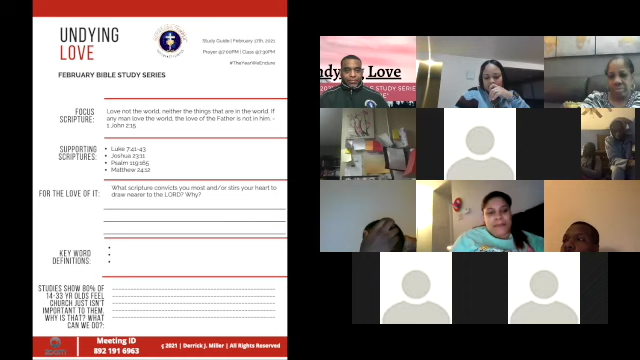 UNDYING
LOVE
Study Guide | February 17th, 2021
Prayer @7:00PM | Class @7:30PM
#TheYearWeEndure
FEBRUARY BIBLE STUDY SERIES
FOCUS
SCRIPTURE:
Love not the world, neither the things that are in the world. If
any man love the world, the love of the Father is not in him. -
1 John 2:15
SUPPORTING
SCRIPTURES:
• Luke 7:41-43
• Joshua 23:11
• Psalm 119:165
• Matthew 24:12
FOR THE LOVE OF IT:
What scripture convicts you most and/or stirs your heart to
draw nearer to the LORD? Why?
KEY WORD
DEFINITIONS:
STUDIES SHOW 80% OF
14-33 YR OLDS FEEL
CHURCH JUST ISN'T
IMPORTANT TO THEM.
WHY IS THAT? WHAT
CAN WE DO?:
zoom
Meeting ID
892 191 6963
© 2021 | Derrick J. Miller | All Rights Reserved
ndying Love
BIBLE STUDY SERIES